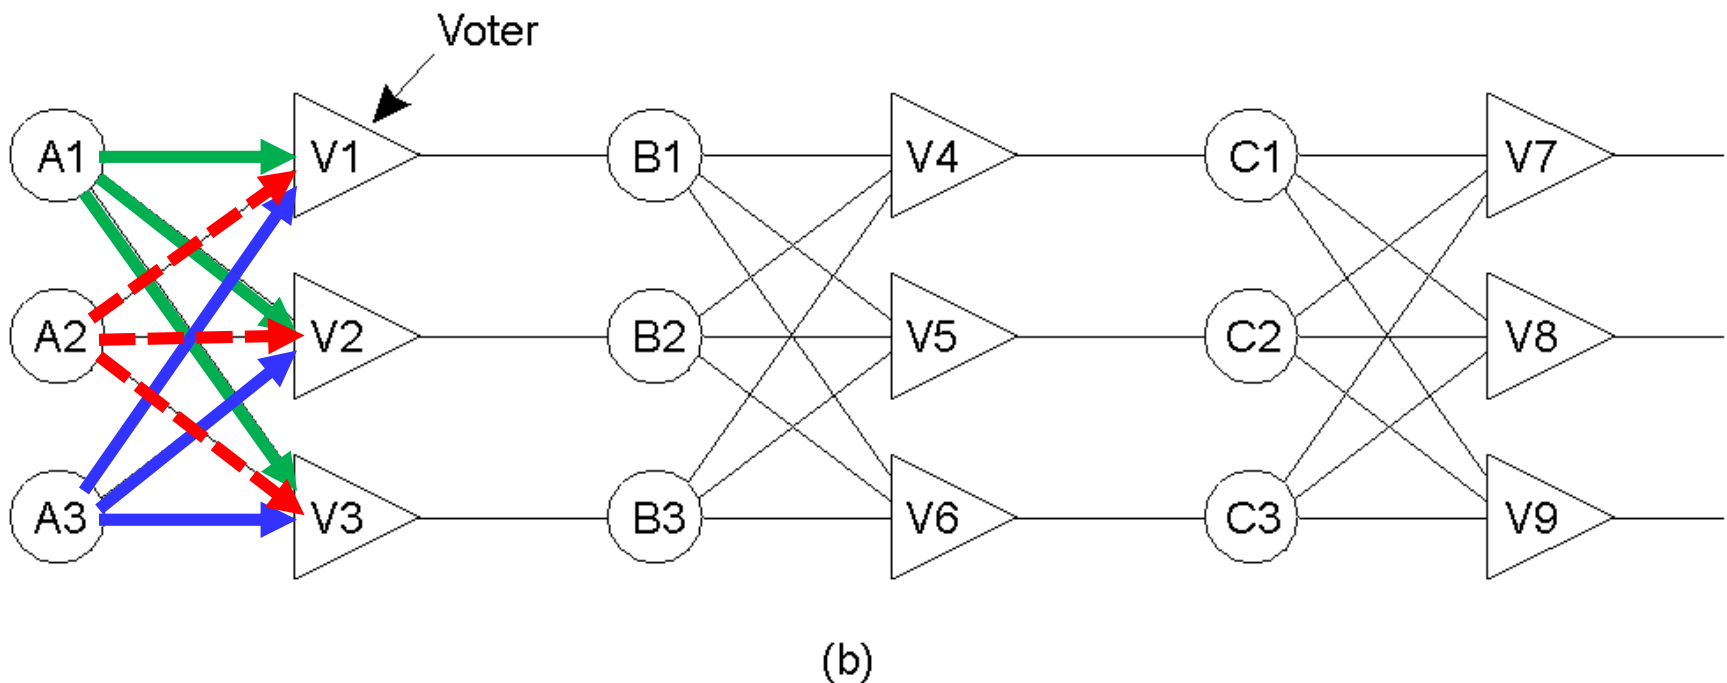 Voter
A1 V1 B1 V4 C1 V7
A2 V2 B2 V5 C2 V8
A3 V3 B3 V6 C3 V9
(b)